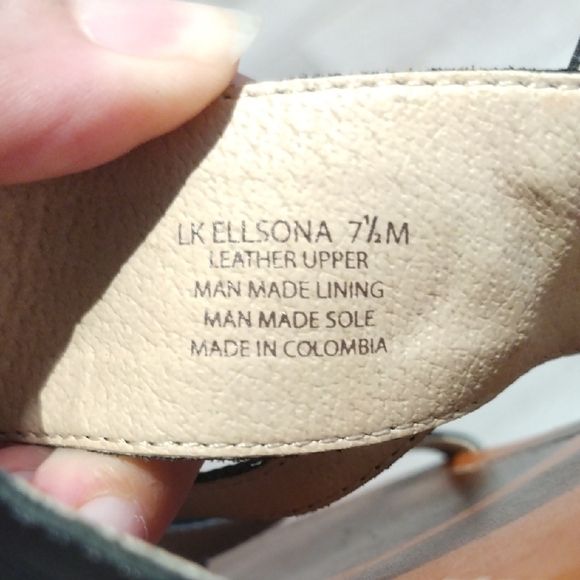 LK ELLSONA 7½M
LEATHER UPPER
MAN MADE LINING
MAN MADE SOLE
MADE IN COLOMBIA